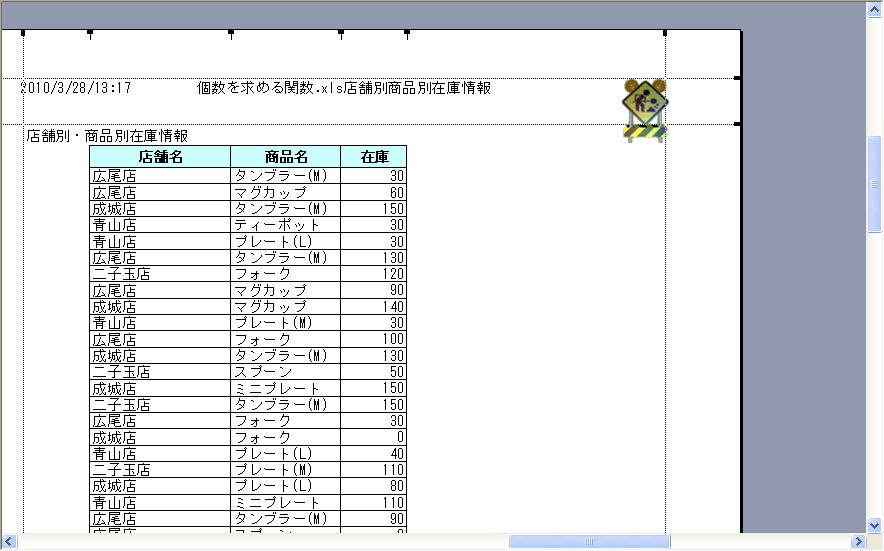 2010/3/28/13:17 個数を求める関数.xls店舗別商品別在庫情報
店舗別・商品別在庫情報
店舗名 商品名 在庫
広尾店 タンブラー(M) 30
広尾店 マグカップ 60
成城店 タンブラー(M) 150
青山店 ティーポット 30
青山店 プレート(L) 30
広尾店 タンブラー(M) 130
二子玉店 フォーク 120
広尾店 マグカップ 90
成城店 マグカップ 140
青山店 プレート(M) 30
広尾店 フォーク 100
成城店 タンブラー(M) 130
二子玉店 スプーン 50
成城店 ミニプレート 150
二子玉店 タンブラー(M) 150
広尾店 フォーク 30
成城店 フォーク 0
青山店 プレート(L) 40
二子玉店 プレート(M) 110
成城店 プレート(L) 80
青山店 ミニプレート 110
広尾店 タンブラー(M) 90